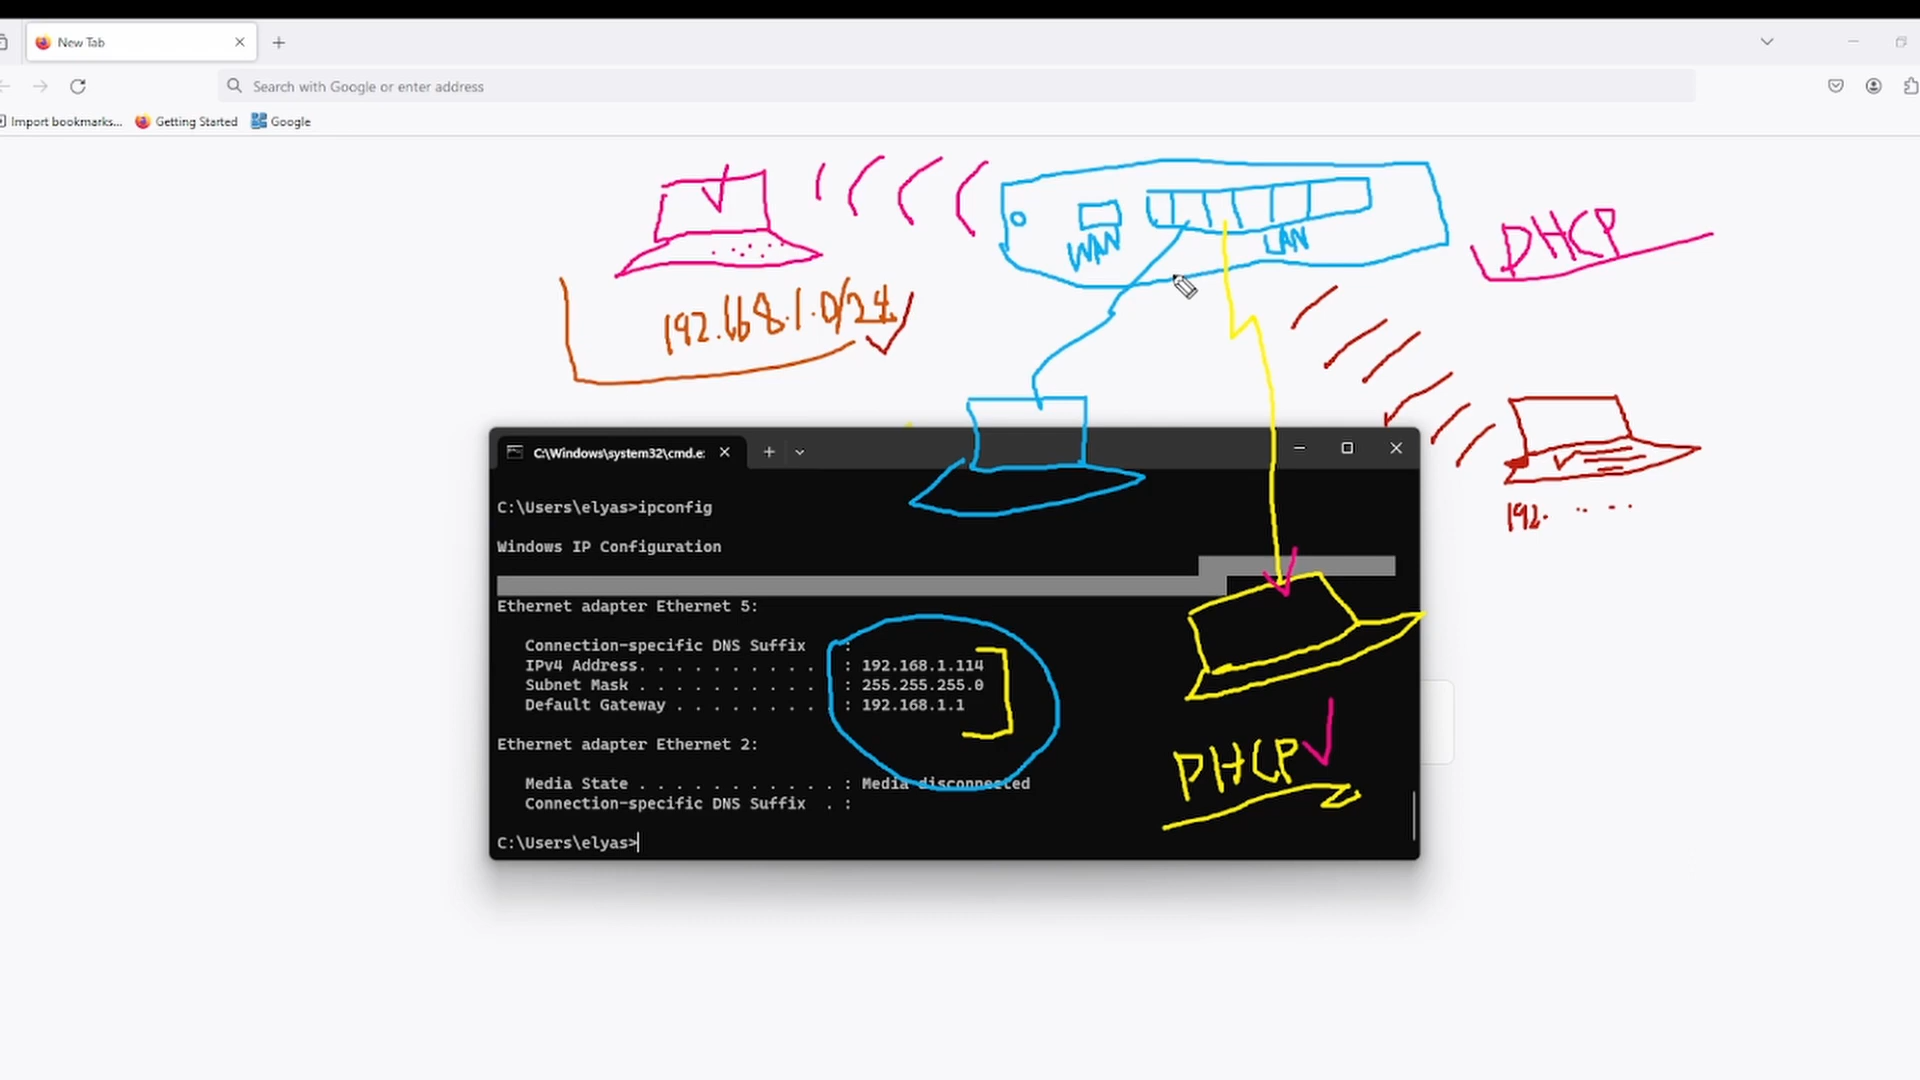 New Tab
Search with Google or enter address
Import bookmarks... Getting Started Google
WAN
LAN
DHCP
192.168.1.0/24
192. .. . .
C:\Windows\system32\cmd.e:
C:\Users\elyas>ipconfig
Windows IP Configuration
Ethernet adapter Ethernet 5:
Connection-specific DNS Suffix :
IPv4 Address. . . . . . . . . . : 192.168.1.114
Subnet Mask . . . . . . . . . . : 255.255.255.0
Default Gateway . . . . . . . . : 192.168.1.1
Ethernet adapter Ethernet 2:
Media State . . . . . . . . . . . : Media disconnected
Connection-specific DNS Suffix . :
C:\Users\elyas>
DHCP